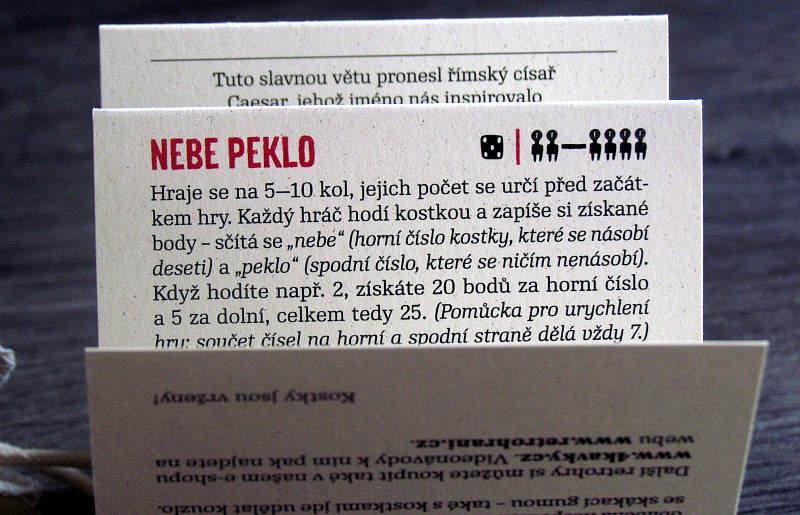 Tuto slavnou větu pronesl římský císař
Caesar, jehož jméno nás inspirovalo
NEBE PEKLO
Hraje se na 5—10 kol, jejich počet se určí před začát-
kem hry. Každý hráč hodí kostkou a zapíše si získané
body – sčítá se „nebe“ (horní číslo kostky, které se násobí
deseti) a „peklo“ (spodní číslo, které se ničím nenásobí).
Když hodíte např. 2, získáte 20 bodů za horní číslo
a 5 za dolní, celkem tedy 25. (Pomůcka pro urychlení
hry: součet čísel na horní a spodní straně dělá vždy 7.)
se skákací gumou – také s kostkami jde udělat kouzlo.
Další retrohry si můžete koupit také v našem e-shopu
www.4kavky.cz. Videonávody k nim pak najdete na
webu www.retrohrani.cz.
Kostky jsou vrženy!